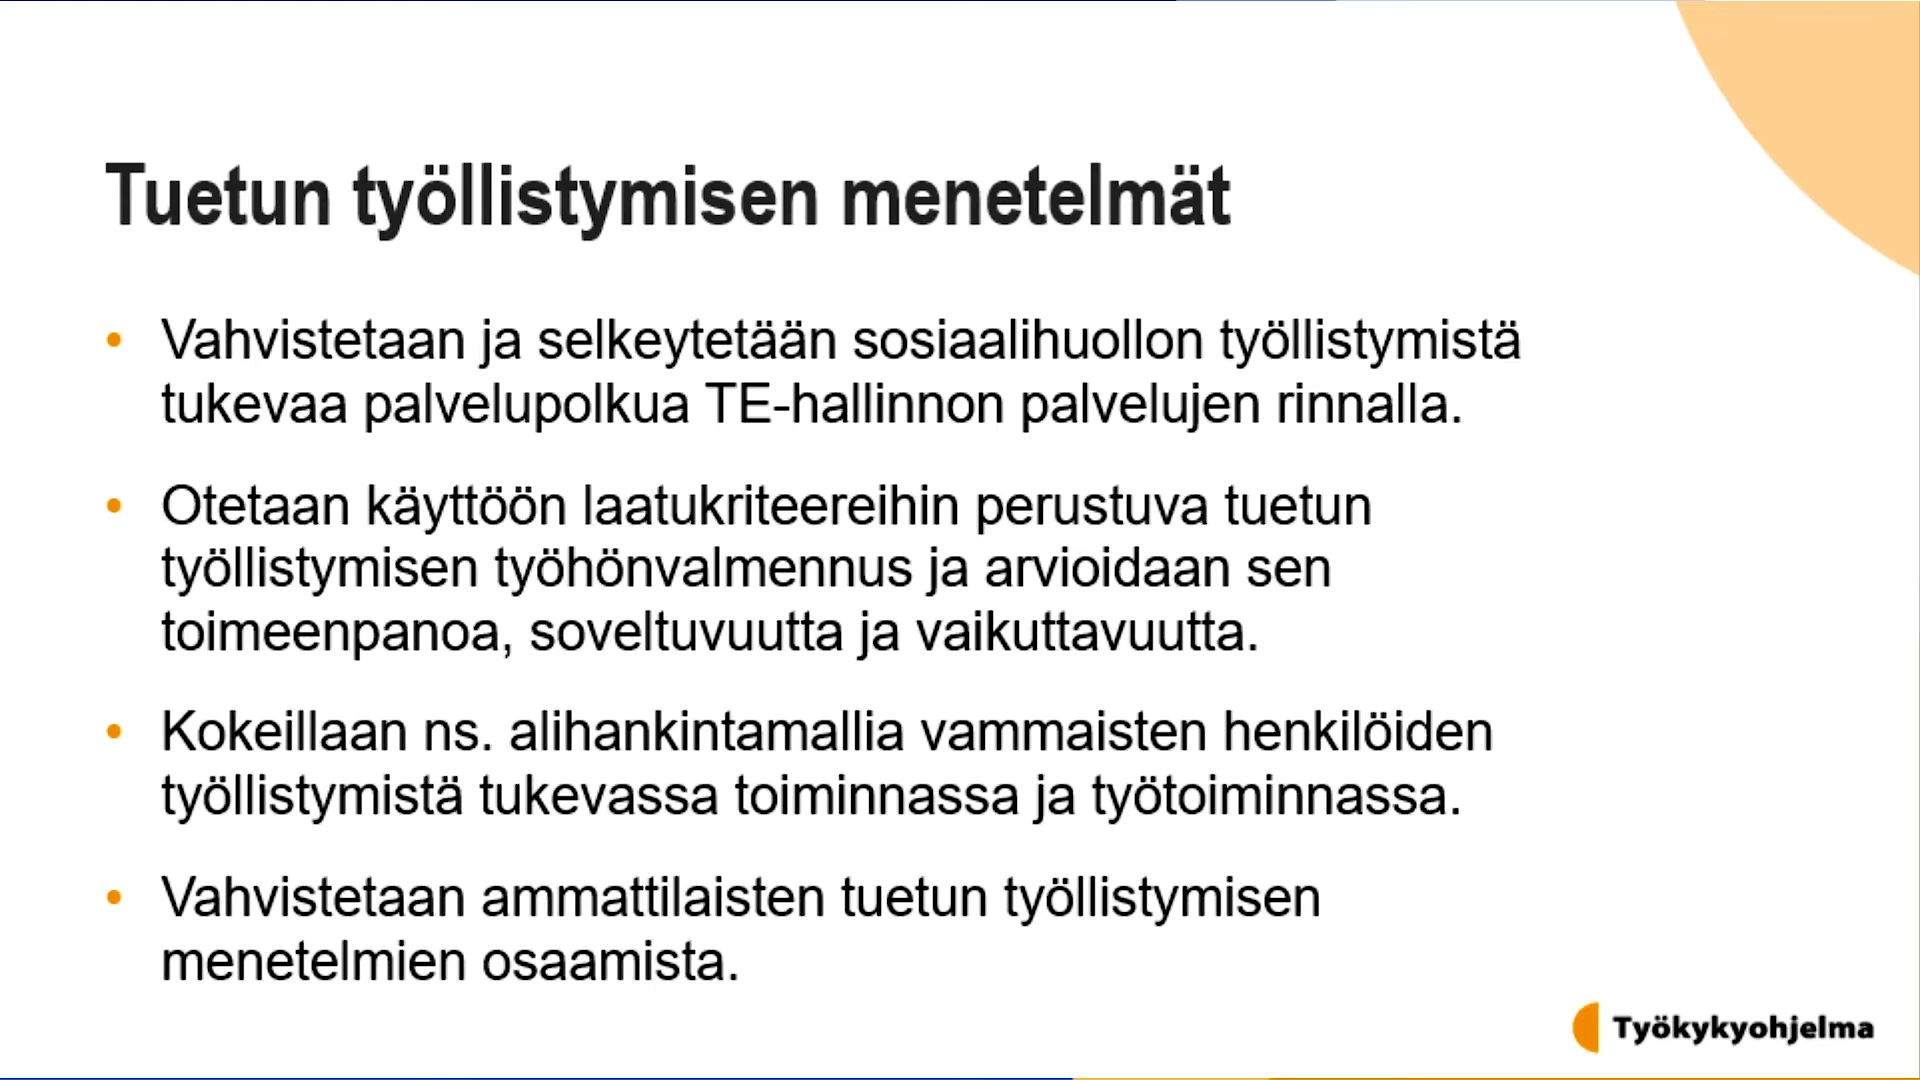 Tuetun työllistymisen menetelmät
• Vahvistetaan ja selkeytetään sosiaalihuollon työllistymistä
tukevaa palvelupolkua TE-hallinnon palvelujen rinnalla.
• Otetaan käyttöön laatukriteereihin perustuva tuetun
työllistymisen työhönvalmennus ja arvioidaan sen
toimeenpanoa, soveltuvuutta ja vaikuttavuutta.
• Kokeillaan ns. alihankintamallia vammaisten henkilöiden
työllistymistä tukevassa toiminnassa ja työtoiminnassa.
• Vahvistetaan ammattilaisten tuetun työllistymisen
menetelmien osaamista.
Työkykyohjelma